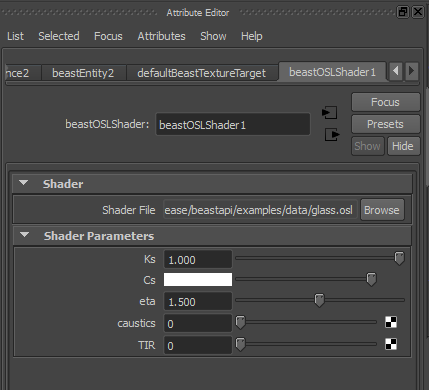 Attribute Editor
List Selected Focus Attributes Show Help
nce2 beastEntity2 defaultBeastTextureTarget beastOSLShader1
Focus
beastOSLShader: beastOSLShader1
Presets
Show Hide
Shader
Shader File ease/beastapi/examples/data/glass.osl Browse
Shader Parameters
Ks 1.000
Cs
eta 1.500
caustics 0
TIR 0